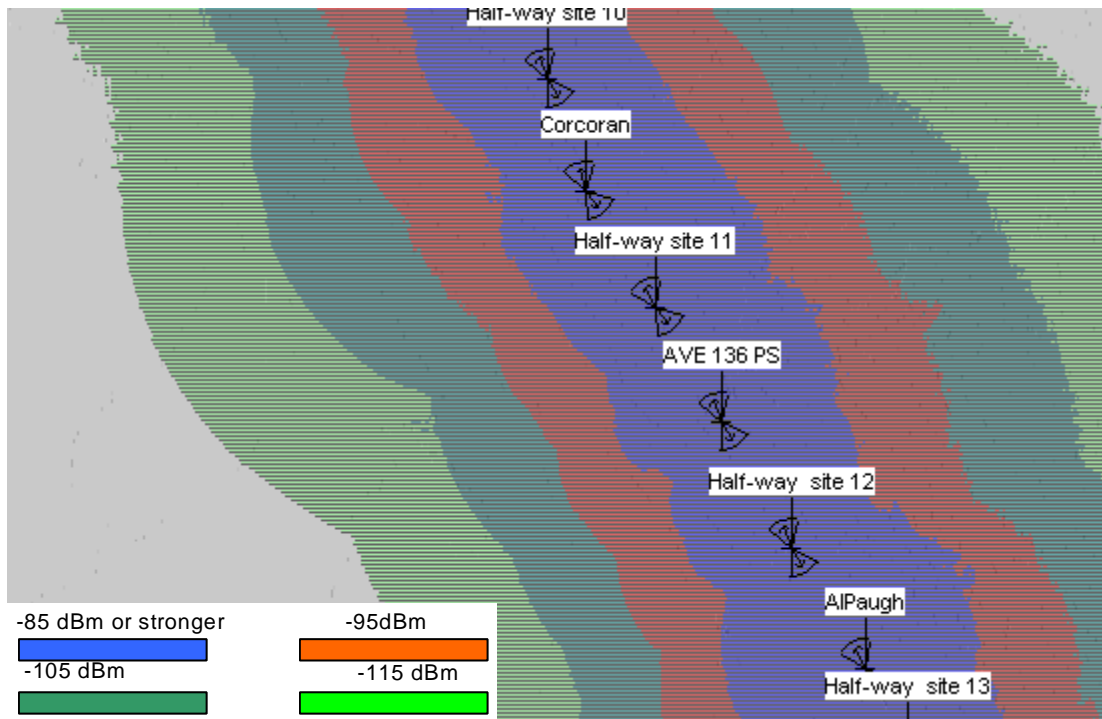 Half-way site 10
Corcoran
Half-way site 11
AVE 136 PS
Half-way site 12
AlPaugh
Half-way site 13
-85 dBm or stronger
-95dBm
-105 dBm
-115 dBm